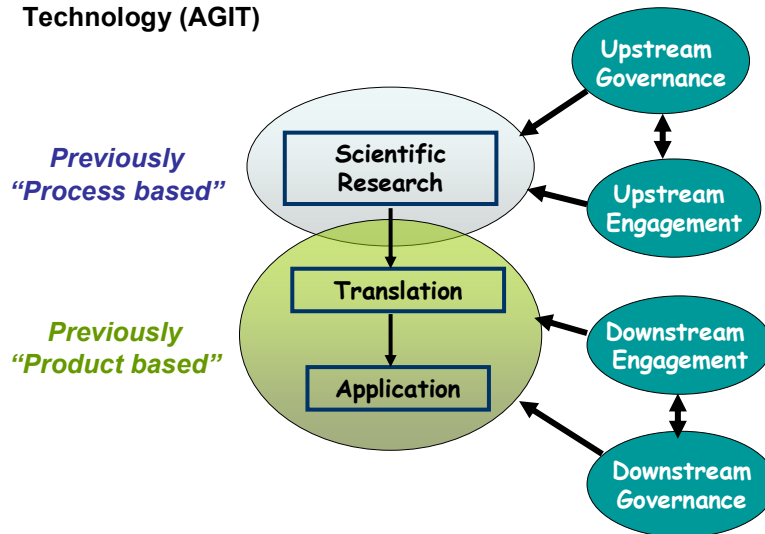 Technology (AGIT)
Upstream
Governance
Previously
“Process based”
Scientific
Research
Upstream
Engagement
Translation
Previously
“Product based”
Downstream
Engagement
Application
Downstream
Governance